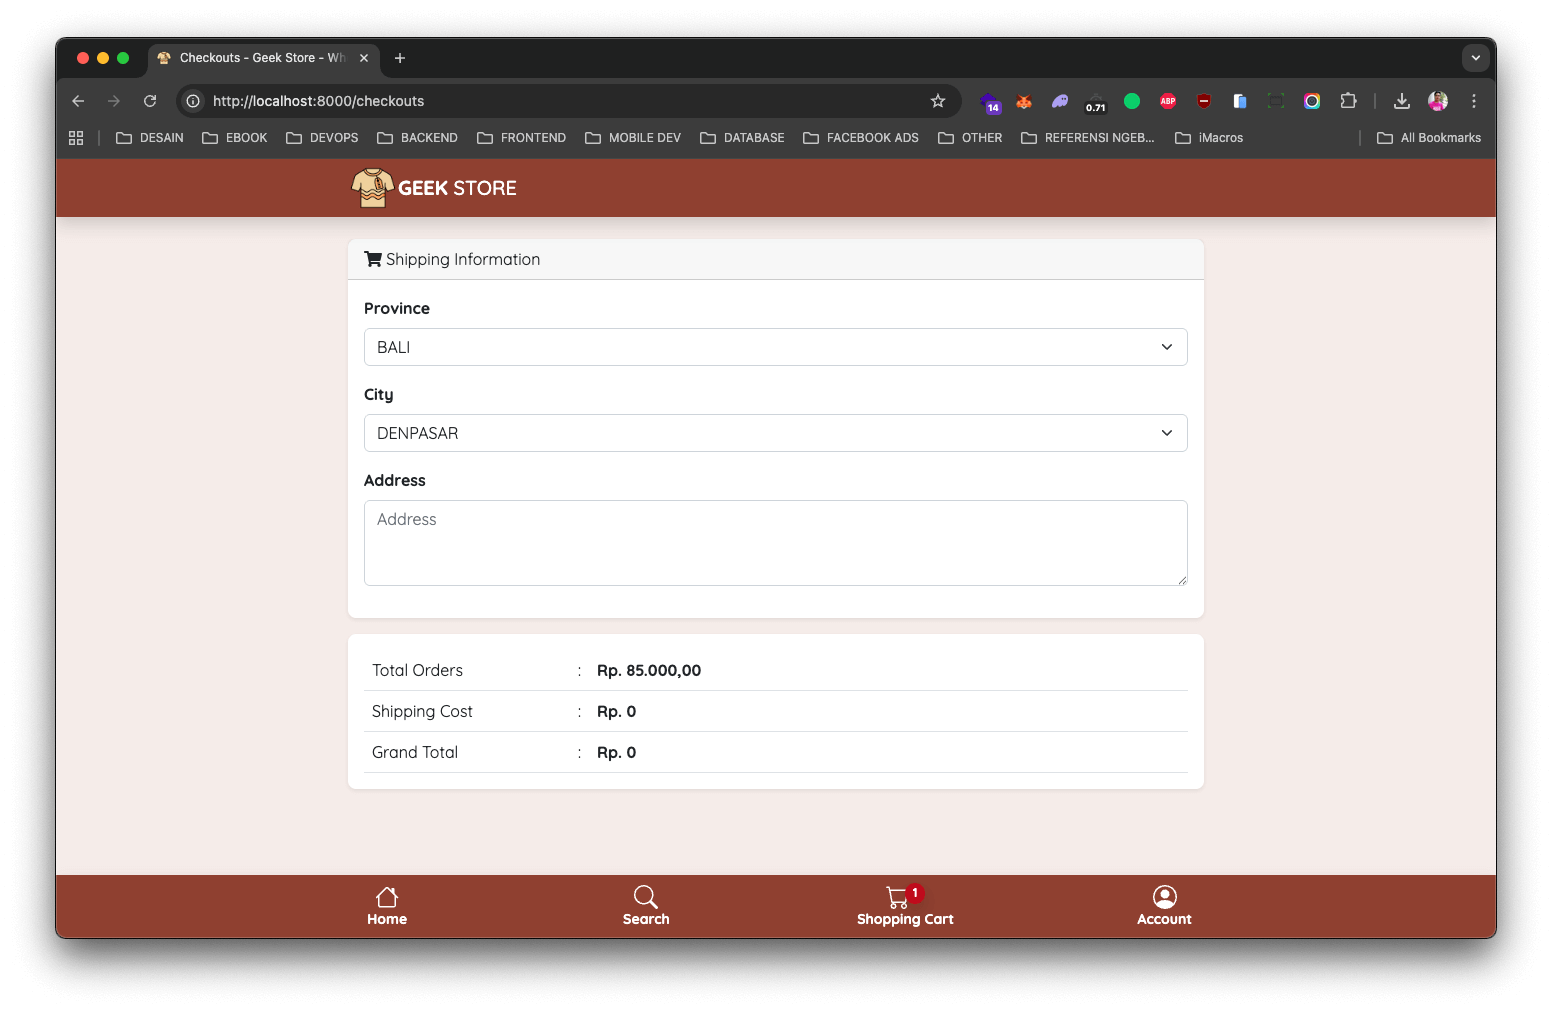 Checkouts - Geek Store - Wh
http://localhost:8000/checkouts
14
0.71
ABP
DESAIN
EBOOK
DEVOPS
BACKEND
FRONTEND
MOBILE DEV
DATABASE
FACEBOOK ADS
OTHER
REFERENSI NGEB...
iMacros
All Bookmarks
GEEK STORE
Shipping Information
Province
BALI
City
DENPASAR
Address
Address
Total Orders : Rp. 85.000,00
Shipping Cost : Rp. 0
Grand Total : Rp. 0
1
Home
Search
Shopping Cart
Account